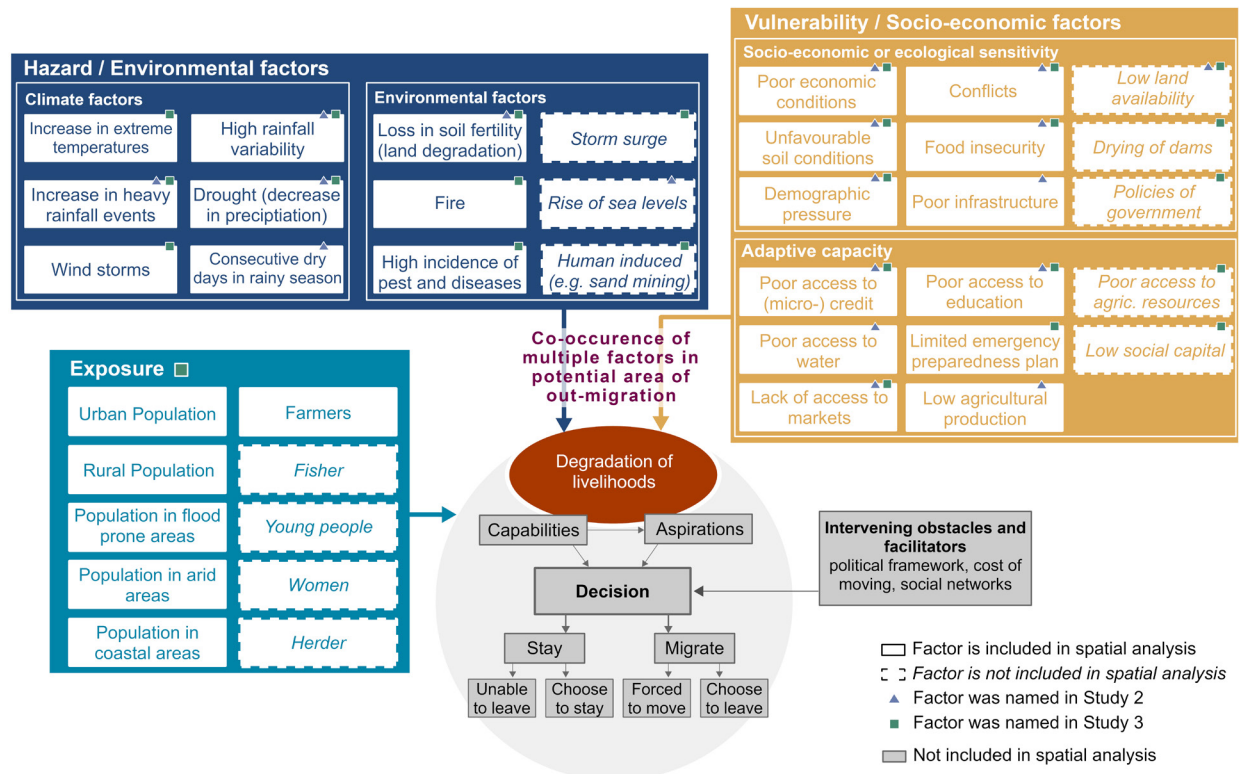 Hazard / Environmental factors
Climate factors
Increase in extreme
temperatures
High rainfall
variability
Increase in heavy
rainfall events
Drought (decrease
in preciptiation)
Wind storms
Consecutive dry
days in rainy season
Environmental factors
Loss in soil fertility
(land degradation)
Storm surge
Fire
Rise of sea levels
High incidence of
pest and diseases
Human induced
(e.g. sand mining)
Vulnerability / Socio-economic factors
Socio-economic or ecological sensitivity
Poor economic
conditions
Conflicts
Low land
availability
Unfavourable
soil conditions
Food insecurity
Drying of dams
Demographic
pressure
Poor infrastructure
Policies of
government
Adaptive capacity
Poor access to
(micro-) credit
Poor access to
education
Poor access to
agric. resources
Poor access to
water
Limited emergency
preparedness plan
Low social capital
Lack of access to
markets
Low agricultural
production
Co-occurence of
multiple factors in
potential area of
out-migration
Exposure
Urban Population
Farmers
Rural Population
Fisher
Population in flood
prone areas
Young people
Population in arid
areas
Women
Population in
coastal areas
Herder
Degradation of
livelihoods
Capabilities
Aspirations
Decision
Stay
Migrate
Unable
to leave
Choose
to stay
Forced
to move
Choose
to leave
Intervening obstacles and
facilitators
political framework, cost of
moving, social networks
Factor is included in spatial analysis
Factor is not included in spatial analysis
Factor was named in Study 2
Factor was named in Study 3
Not included in spatial analysis